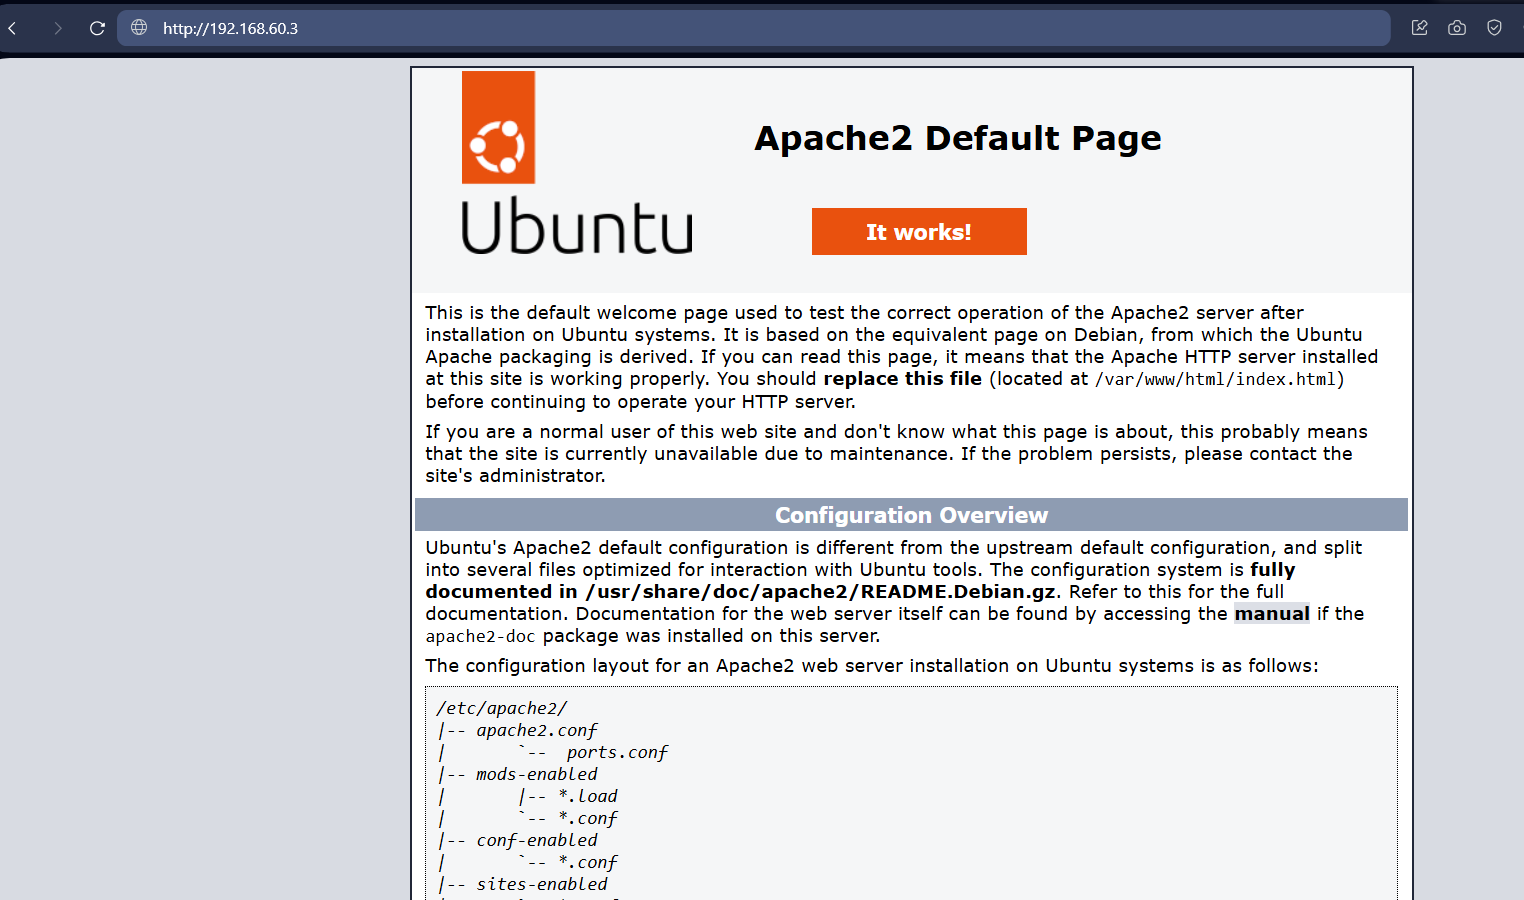 http://192.168.60.3
Apache2 Default Page
Ubuntu
It works!
This is the default welcome page used to test the correct operation of the Apache2 server after
installation on Ubuntu systems. It is based on the equivalent page on Debian, from which the Ubuntu
Apache packaging is derived. If you can read this page, it means that the Apache HTTP server installed
at this site is working properly. You should replace this file (located at /var/www/html/index.html)
before continuing to operate your HTTP server.
If you are a normal user of this web site and don't know what this page is about, this probably means
that the site is currently unavailable due to maintenance. If the problem persists, please contact the
site's administrator.
Configuration Overview
Ubuntu's Apache2 default configuration is different from the upstream default configuration, and split
into several files optimized for interaction with Ubuntu tools. The configuration system is fully
documented in /usr/share/doc/apache2/README.Debian.gz. Refer to this for the full
documentation. Documentation for the web server itself can be found by accessing the manual if the
apache2-doc package was installed on this server.
The configuration layout for an Apache2 web server installation on Ubuntu systems is as follows:
/etc/apache2/
|-- apache2.conf
|       `--  ports.conf
|-- mods-enabled
|       |-- *.load
|       `-- *.conf
|-- conf-enabled
|       `-- *.conf
|-- sites-enabled